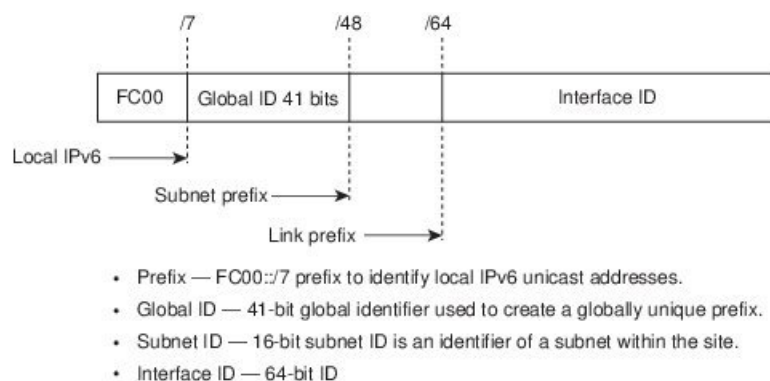 /7 /48 /64
FC00 Global ID 41 bits Interface ID
Local IPv6
Subnet prefix
Link prefix
• Prefix — FC00::/7 prefix to identify local IPv6 unicast addresses.
• Global ID — 41-bit global identifier used to create a globally unique prefix.
• Subnet ID — 16-bit subnet ID is an identifier of a subnet within the site.
• Interface ID — 64-bit ID